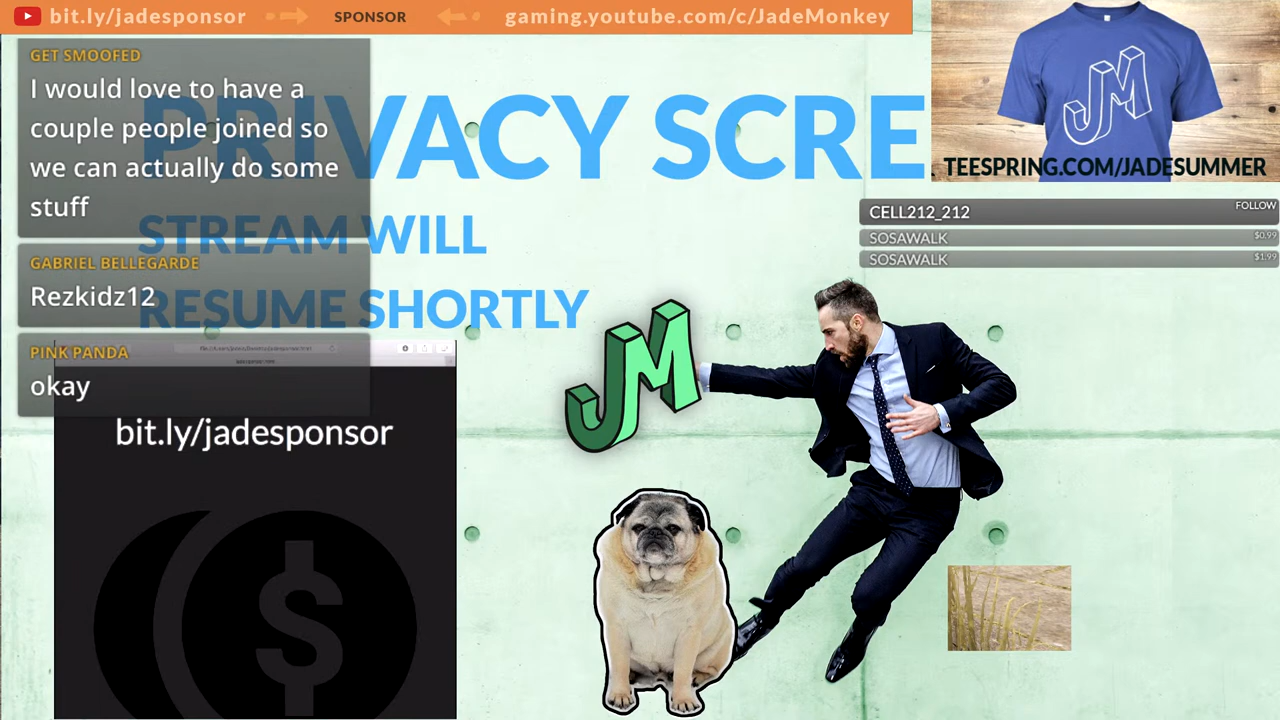 bit.ly/jadesponsor
SPONSOR
gaming.youtube.com/c/JadeMonkey
GET SMOOFED
I would love to have a
couple people joined so
we can actually do some
stuff
GABRIEL BELLEGARDE
Rezkidz12
PINK PANDA
okay
PRIVACY SCRE
STREAM WILL
RESUME SHORTLY
bit.ly/jadesponsor
$
JM
JM
TEESPRING.COM/JADESUMMER
CELL212_212
FOLLOW
SOSAWALK
$0.99
SOSAWALK
$1.99